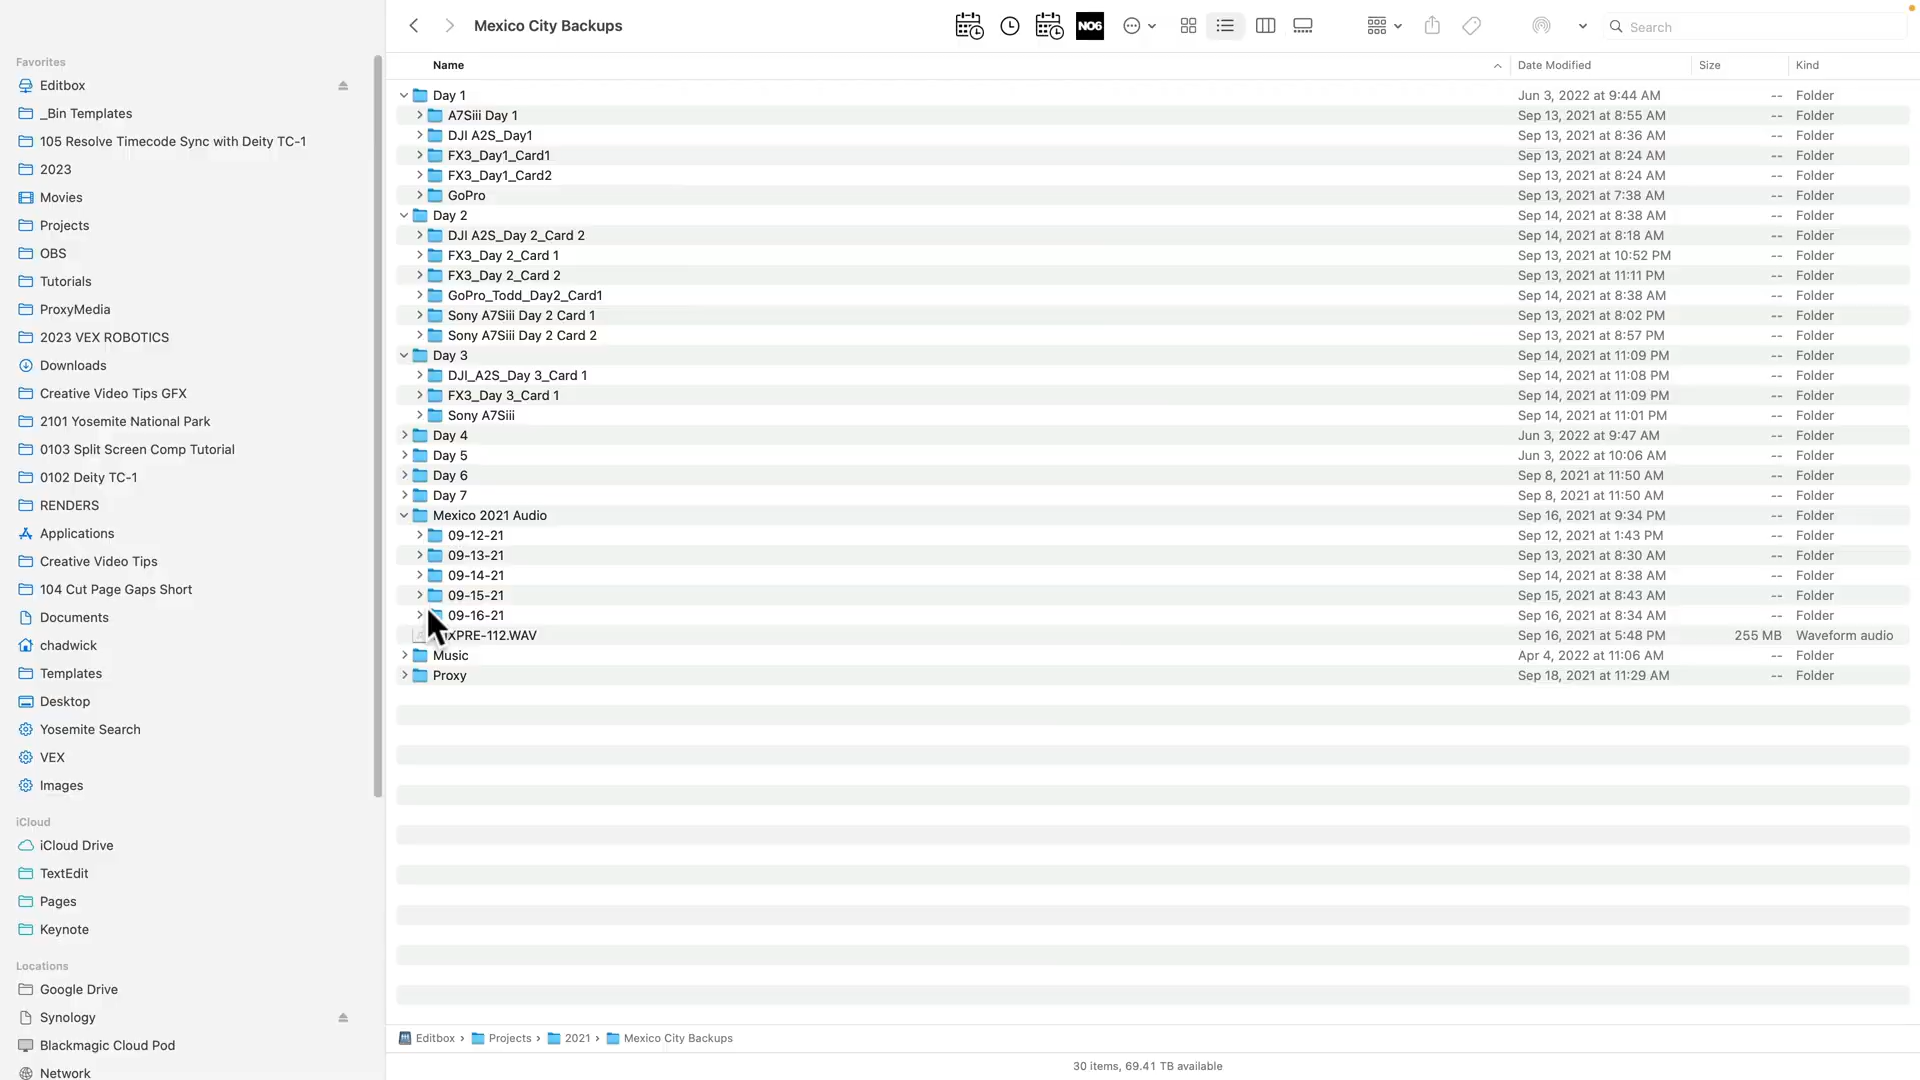 Mexico City Backups
NO6
Search
Favorites
Editbox
_Bin Templates
105 Resolve Timecode Sync with Deity TC-1
2023
Movies
Projects
OBS
Tutorials
ProxyMedia
2023 VEX ROBOTICS
Downloads
Creative Video Tips GFX
2101 Yosemite National Park
0103 Split Screen Comp Tutorial
0102 Deity TC-1
RENDERS
Applications
Creative Video Tips
104 Cut Page Gaps Short
Documents
chadwick
Templates
Desktop
Yosemite Search
VEX
Images
iCloud
iCloud Drive
TextEdit
Pages
Keynote
Locations
Google Drive
Synology
Blackmagic Cloud Pod
Network
Name Date Modified Size Kind
Day 1 Jun 3, 2022 at 9:44 AM -- Folder
A7Siii Day 1 Sep 13, 2021 at 8:55 AM -- Folder
DJI A2S_Day1 Sep 13, 2021 at 8:36 AM -- Folder
FX3_Day1_Card1 Sep 13, 2021 at 8:24 AM -- Folder
FX3_Day1_Card2 Sep 13, 2021 at 8:24 AM -- Folder
GoPro Sep 13, 2021 at 7:38 AM -- Folder
Day 2 Sep 14, 2021 at 8:38 AM -- Folder
DJI A2S_Day 2_Card 2 Sep 14, 2021 at 8:18 AM -- Folder
FX3_Day 2_Card 1 Sep 13, 2021 at 10:52 PM -- Folder
FX3_Day 2_Card 2 Sep 13, 2021 at 11:11 PM -- Folder
GoPro_Todd_Day2_Card1 Sep 14, 2021 at 8:38 AM -- Folder
Sony A7Siii Day 2 Card 1 Sep 13, 2021 at 8:02 PM -- Folder
Sony A7Siii Day 2 Card 2 Sep 13, 2021 at 8:57 PM -- Folder
Day 3 Sep 14, 2021 at 11:09 PM -- Folder
DJI_A2S_Day 3_Card 1 Sep 14, 2021 at 11:08 PM -- Folder
FX3_Day 3_Card 1 Sep 14, 2021 at 11:09 PM -- Folder
Sony A7Siii Sep 14, 2021 at 11:01 PM -- Folder
Day 4 Jun 3, 2022 at 9:47 AM -- Folder
Day 5 Jun 3, 2022 at 10:06 AM -- Folder
Day 6 Sep 8, 2021 at 11:50 AM -- Folder
Day 7 Sep 8, 2021 at 11:50 AM -- Folder
Mexico 2021 Audio Sep 16, 2021 at 9:34 PM -- Folder
09-12-21 Sep 12, 2021 at 1:43 PM -- Folder
09-13-21 Sep 13, 2021 at 8:30 AM -- Folder
09-14-21 Sep 14, 2021 at 8:38 AM -- Folder
09-15-21 Sep 15, 2021 at 8:43 AM -- Folder
09-16-21 Sep 16, 2021 at 8:34 AM -- Folder
XPRE-112.WAV Sep 16, 2021 at 5:48 PM 255 MB Waveform audio
Music Apr 4, 2022 at 11:06 AM -- Folder
Proxy Sep 18, 2021 at 11:29 AM -- Folder
Editbox › Projects › 2021 › Mexico City Backups
30 items, 69.41 TB available